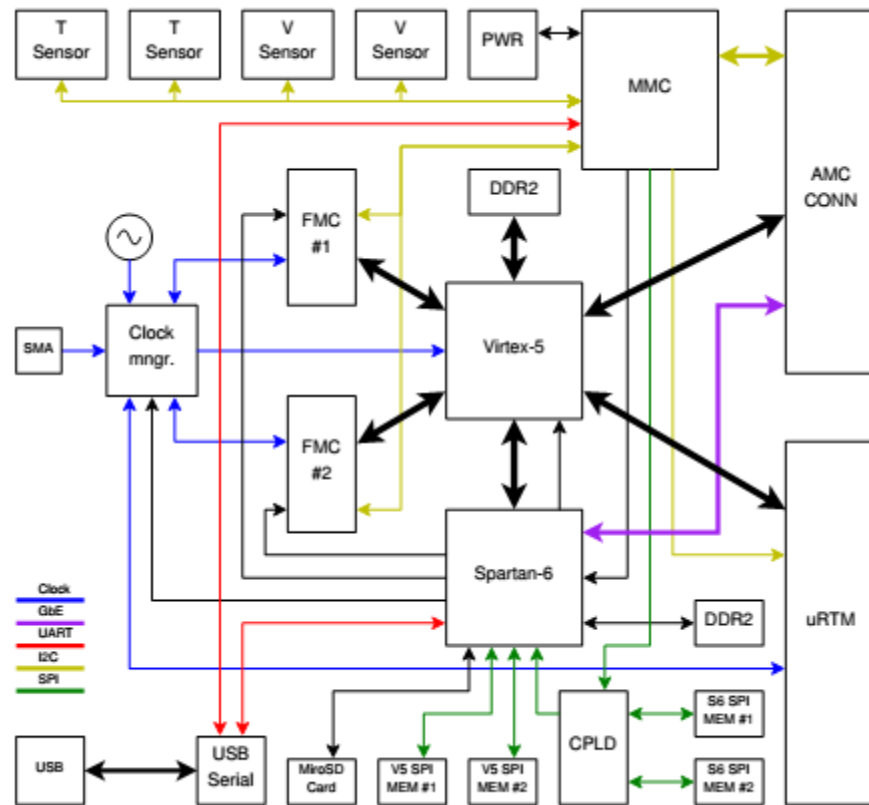 T
Sensor
T
Sensor
V
Sensor
V
Sensor
PWR
MMC
AMC
CONN
DDR2
FMC
#1
Clock
mngr.
SMA
Virtex-5
FMC
#2
Spartan-6
DDR2
uRTM
Clock
GbE
UART
I2C
SPI
USB
USB
Serial
MiroSD
Card
V5 SPI
MEM #1
V5 SPI
MEM #2
CPLD
S6 SPI
MEM #1
S6 SPI
MEM #2